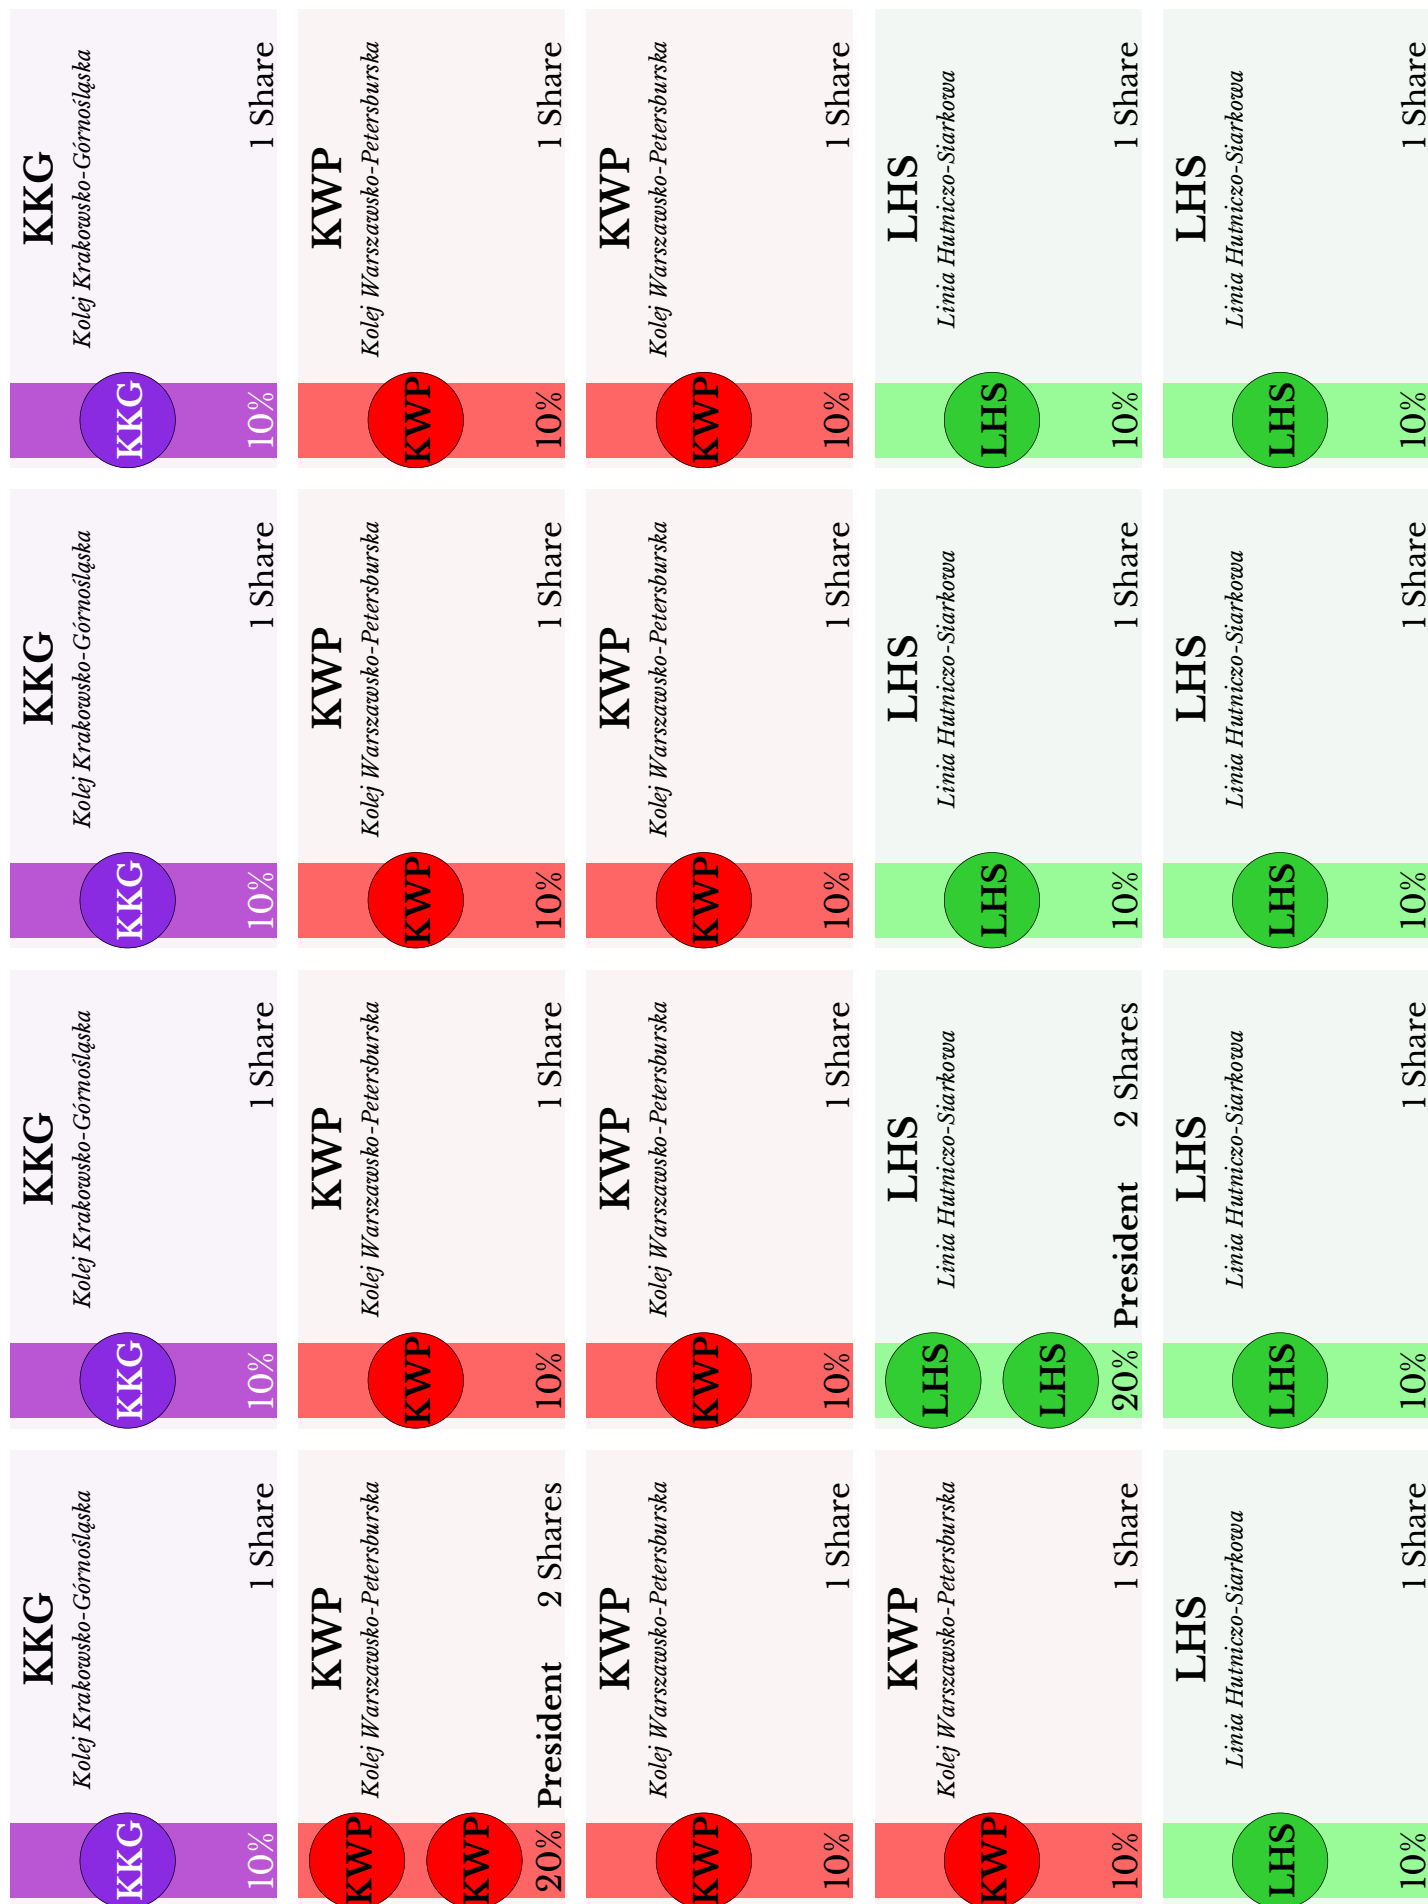 KKG
Kolej Krakowsko-Górnośląska
KKG
10%
1 Share
KKG
Kolej Krakowsko-Górnośląska
KKG
10%
1 Share
KKG
Kolej Krakowsko-Górnośląska
KKG
10%
1 Share
KKG
Kolej Krakowsko-Górnośląska
KKG
10%
1 Share
KWP
Kolej Warszawsko-Petersburska
KWP
KWP
20%
President
2 Shares
KWP
Kolej Warszawsko-Petersburska
KWP
10%
1 Share
KWP
Kolej Warszawsko-Petersburska
KWP
10%
1 Share
KWP
Kolej Warszawsko-Petersburska
KWP
10%
1 Share
KWP
Kolej Warszawsko-Petersburska
KWP
10%
1 Share
KWP
Kolej Warszawsko-Petersburska
KWP
10%
1 Share
KWP
Kolej Warszawsko-Petersburska
KWP
10%
1 Share
KWP
Kolej Warszawsko-Petersburska
KWP
10%
1 Share
KWP
Kolej Warszawsko-Petersburska
KWP
10%
1 Share
LHS
Linia Hutniczo-Siarkowa
LHS
LHS
20%
President
2 Shares
LHS
Linia Hutniczo-Siarkowa
LHS
10%
1 Share
LHS
Linia Hutniczo-Siarkowa
LHS
10%
1 Share
LHS
Linia Hutniczo-Siarkowa
LHS
10%
1 Share
LHS
Linia Hutniczo-Siarkowa
LHS
10%
1 Share
LHS
Linia Hutniczo-Siarkowa
LHS
10%
1 Share
LHS
Linia Hutniczo-Siarkowa
LHS
10%
1 Share